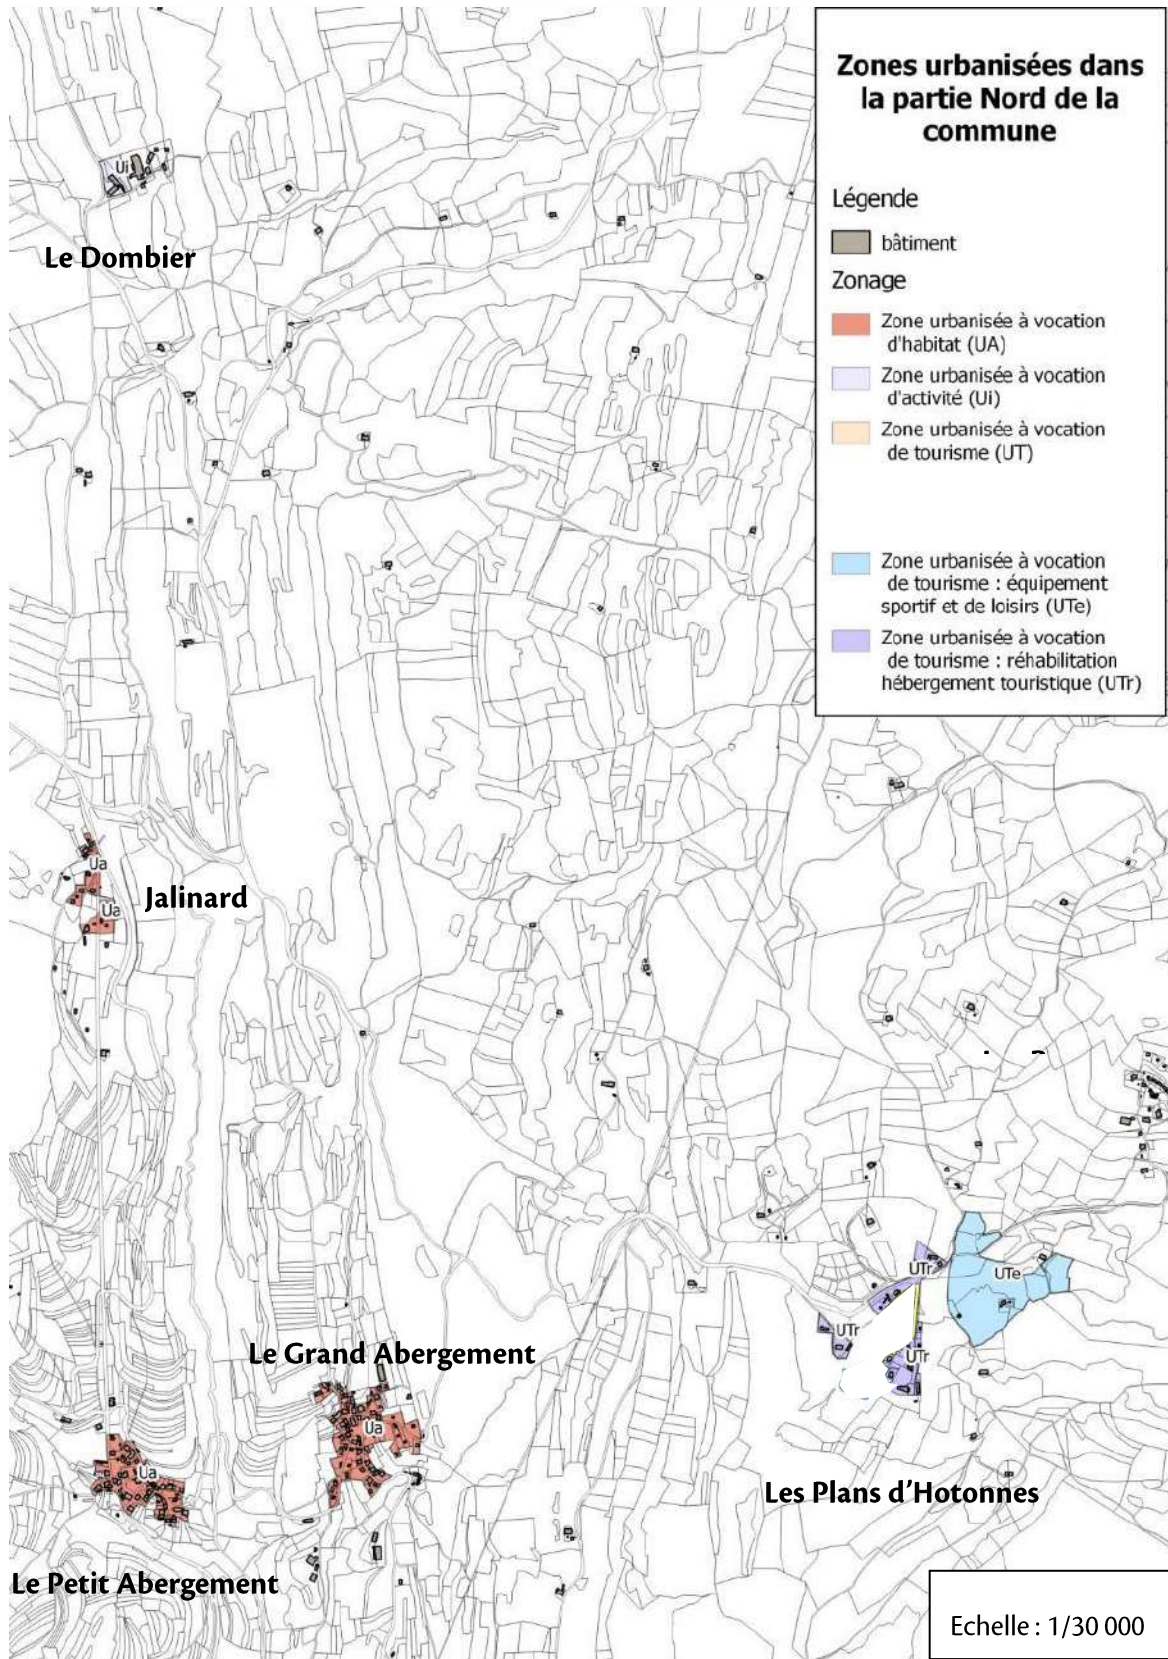 Zones urbanisées dans
la partie Nord de la
commune
Légende
bâtiment
Zonage
Zone urbanisée à vocation
d'habitat (UA)
Zone urbanisée à vocation
d'activité (Ui)
Zone urbanisée à vocation
de tourisme (UT)
Zone urbanisée à vocation
de tourisme : équipement
sportif et de loisirs (UTe)
Zone urbanisée à vocation
de tourisme : réhabilitation
hébergement touristique (UTr)
Ui
Le Dombier
Ua
Jalinard
Ua
UTr
UTe
UTr
UTr
Le Grand Abergement
Ua
Ua
Les Plans d'Hotonnes
Le Petit Abergement
Echelle : 1/30 000